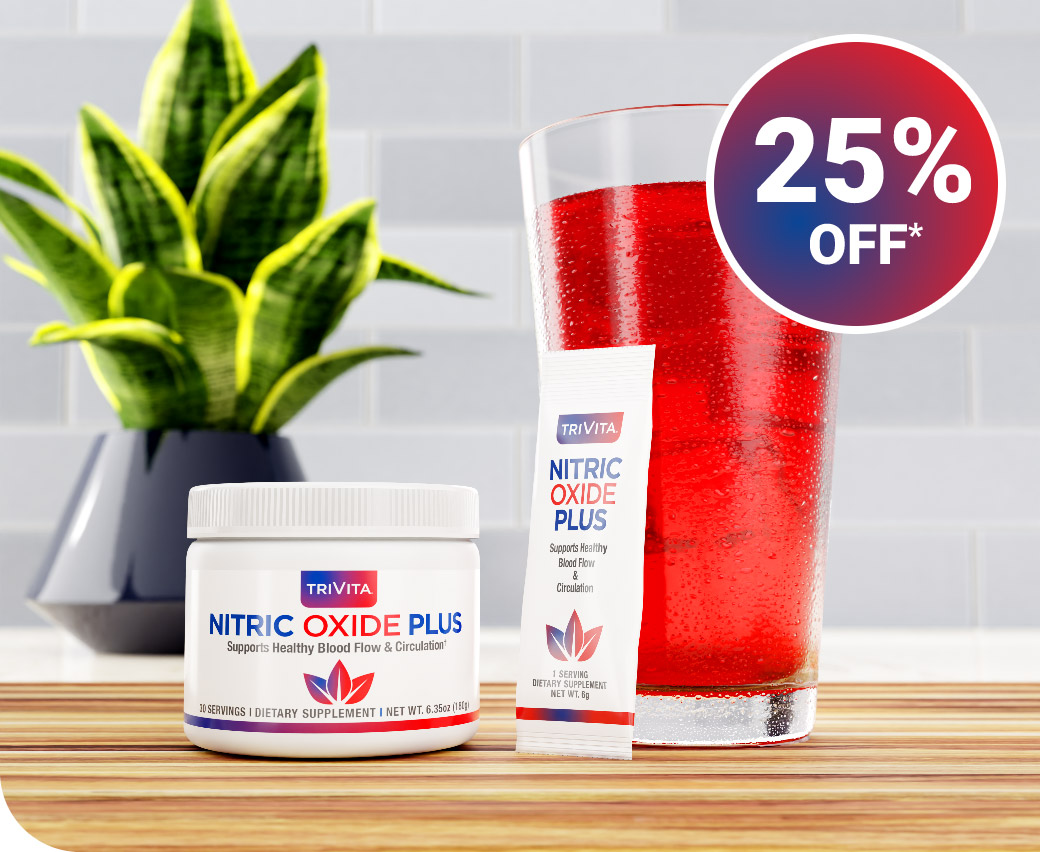 25%
OFF*
TRIVITA
NITRIC
OXIDE
PLUS
Supports Healthy
Blood Flow
&
Circulation
1 SERVING
DIETARY SUPPLEMENT
NET WT. 6g
TRIVITA
NITRIC OXIDE PLUS
Supports Healthy Blood Flow & Circulation†
30 SERVINGS | DIETARY SUPPLEMENT | NET WT. 6.35oz (180g)